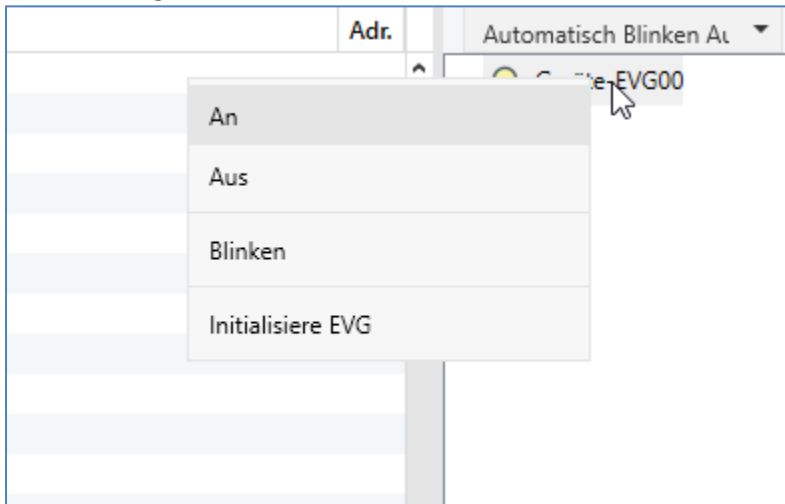 Adr.
Automatisch Blinken Au
-EVG00
An
Aus
Blinken
Initialisiere EVG